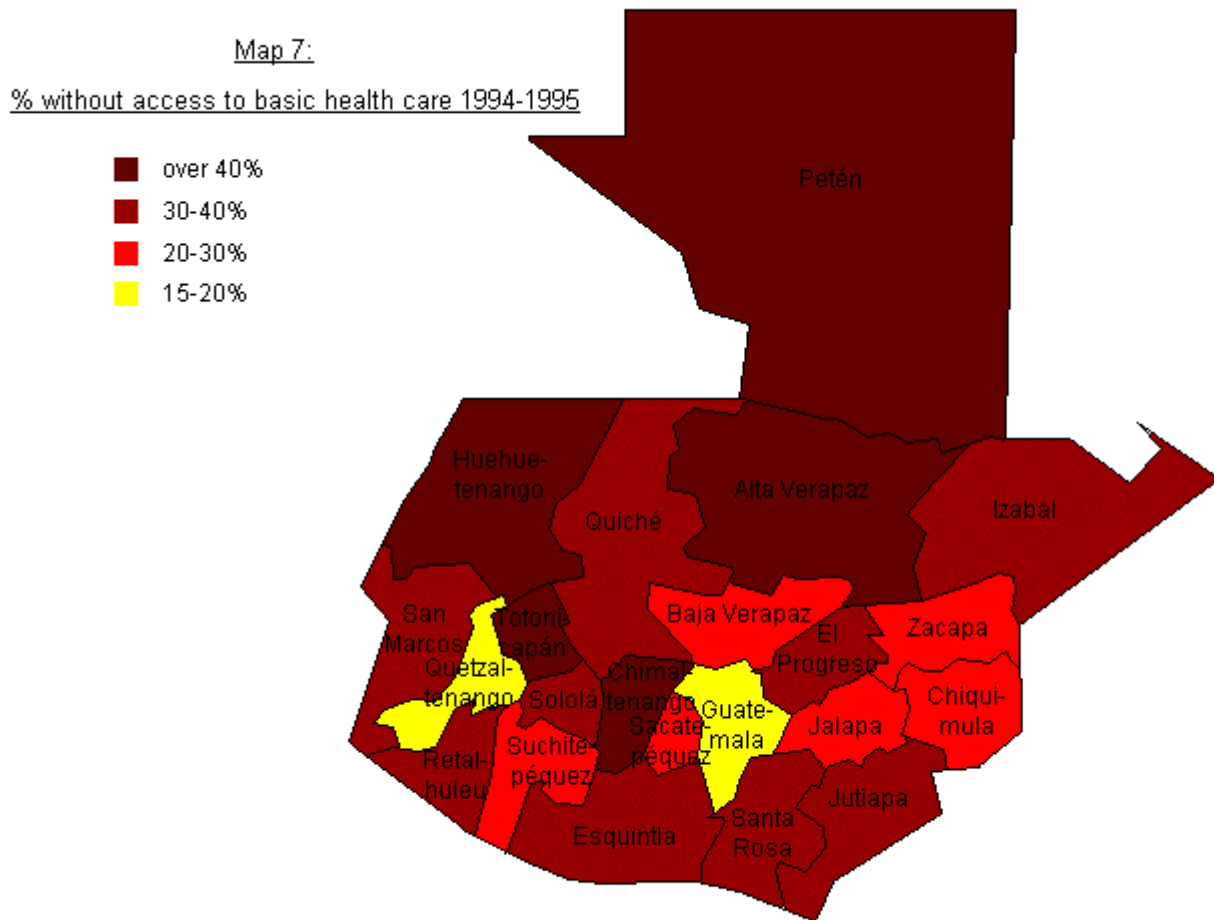 Map 7:
% without access to basic health care 1994-1995
over 40%
30-40%
20-30%
15-20%
Petén
Huehue-
tenango
Quiché
Alta Verapaz
Izabal
San
Marcos
Totoni-
capán
Quetzal-
tenango
Baja Verapaz
El
Progreso
Zacapa
Chimal-
tenango
Sololá
Sacate-
péquez
Guate-
mala
Jalapa
Chiqui-
mula
Retal-
huleu
Suchite-
péquez
Esquintla
Santa
Rosa
Jutiapa